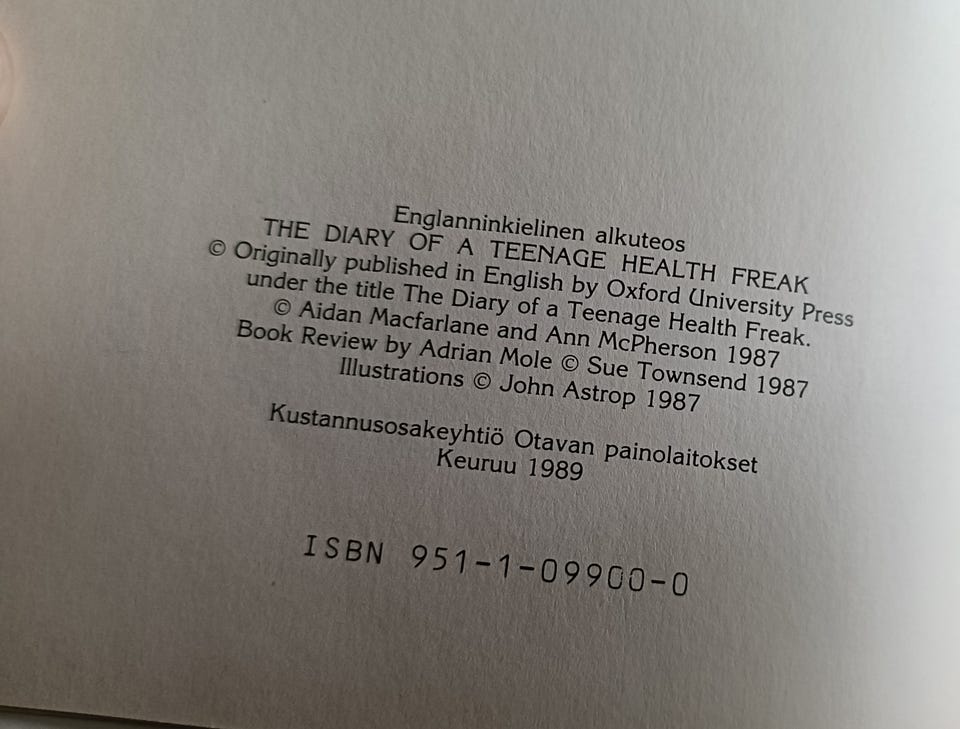 Englanninkielinen alkuteos
THE DIARY OF A TEENAGE HEALTH FREAK
© Originally published in English by Oxford University Press
under the title The Diary of a Teenage Health Freak.
© Aidan Macfarlane and Ann McPherson 1987
Book Review by Adrian Mole © Sue Townsend 1987
Illustrations © John Astrop 1987
Kustannusosakeyhtiö Otavan painolaitokset
Keuruu 1989
ISBN 951-1-09900-0